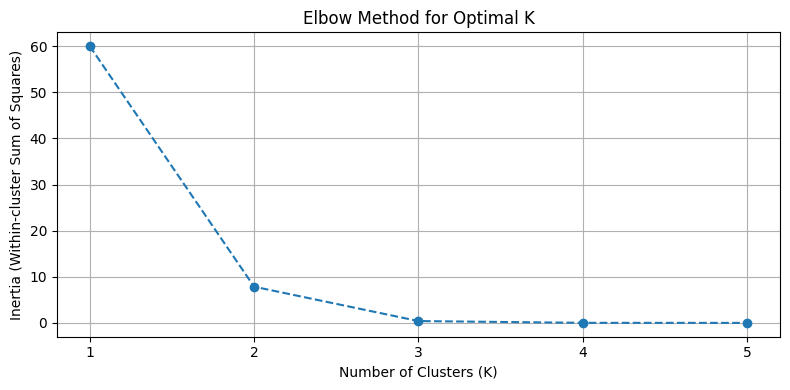 Elbow Method for Optimal K
Inertia (Within-cluster Sum of Squares)
60
50
40
30
20
10
0
1 2 3 4 5
Number of Clusters (K)